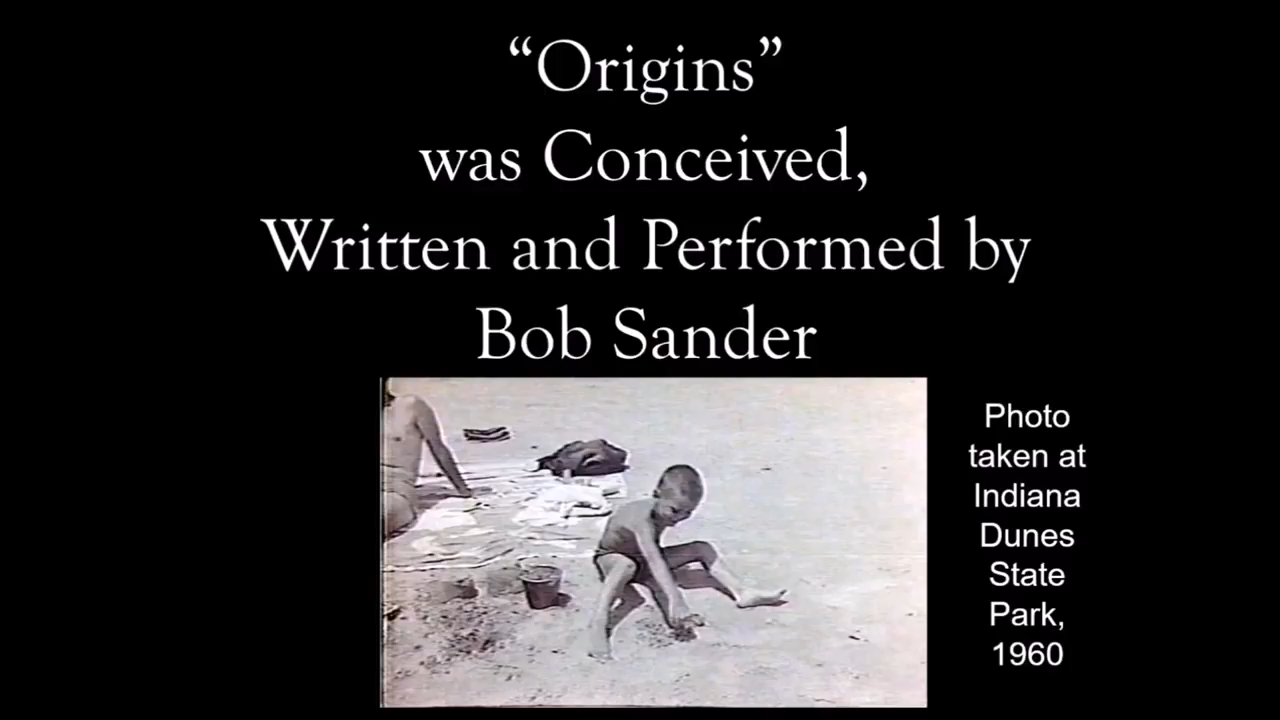 “Origins”
was Conceived,
Written and Performed by
Bob Sander
Photo
taken at
Indiana
Dunes
State
Park,
1960